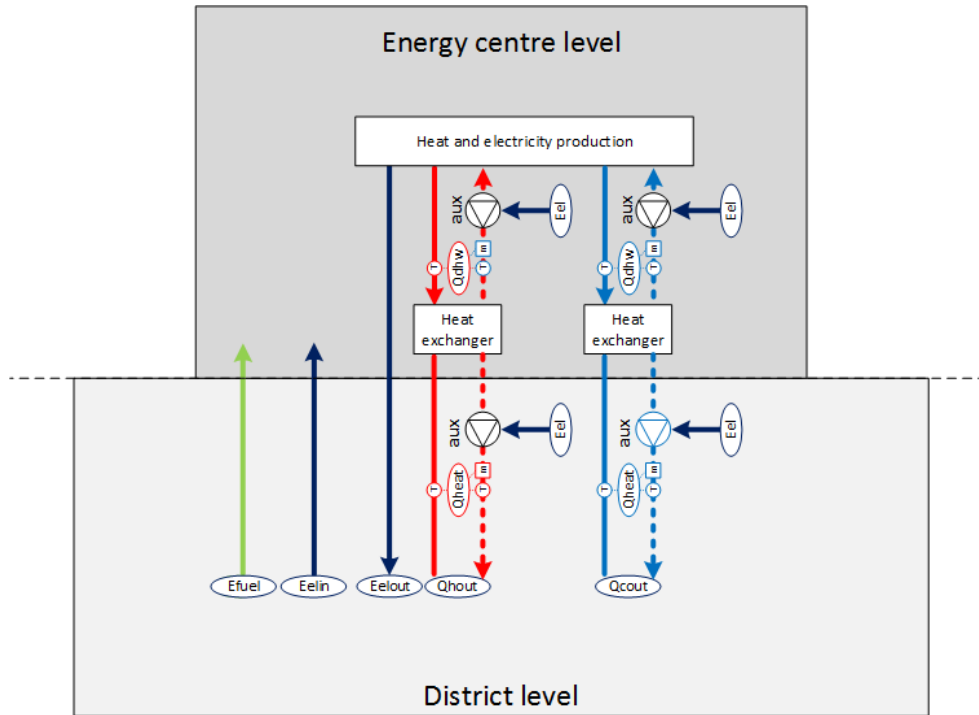 Energy centre level
Heat and electricity production
aux
Eel
aux
Eel
T
Qdhw
m
T
T
Qdhw
m
T
Heat
exchanger
Heat
exchanger
aux
Eel
aux
Eel
T
Qheat
m
T
T
Qheat
m
T
Efuel
Eelin
Eelout
Qhout
Qcout
District level